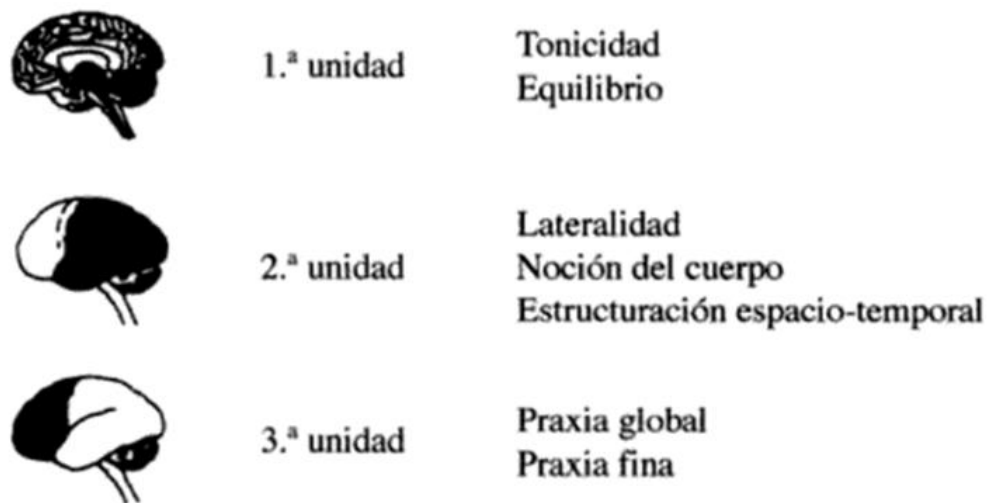 1.ª unidad
Tonicidad
Equilibrio
2.ª unidad
Lateralidad
Noción del cuerpo
Estructuración espacio-temporal
3.ª unidad
Praxia global
Praxia fina